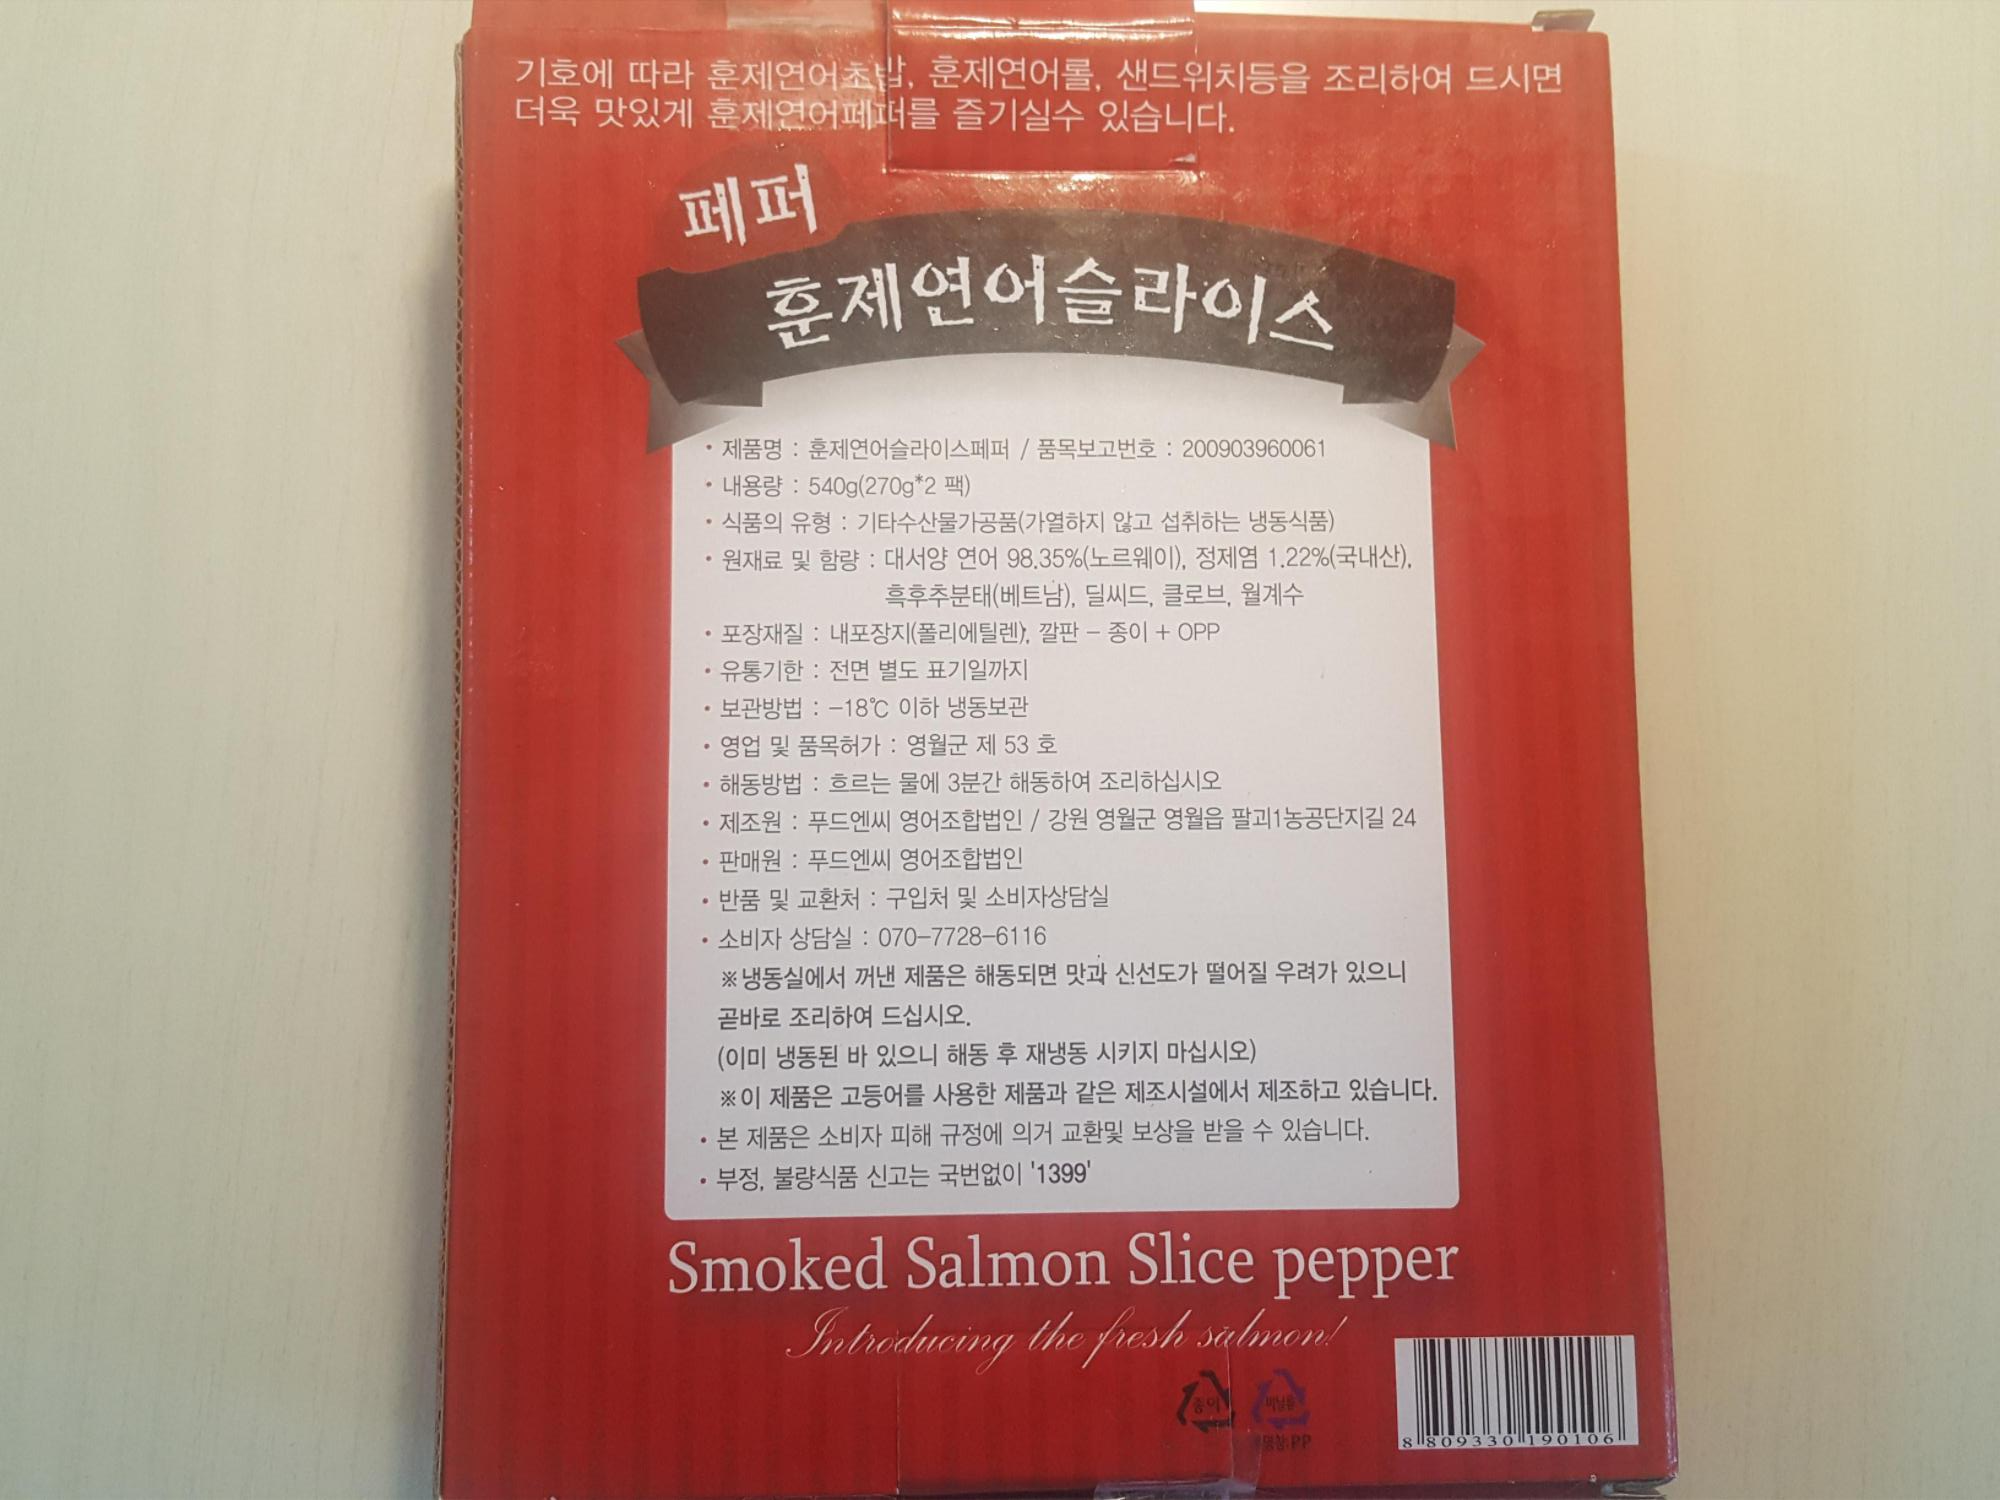 기호에 따라 훈제연어초밥, 훈제연어롤, 샌드위치등을 조리하여 드시면
더욱 맛있게 훈제연어페퍼를 즐기실수 있습니다.
페퍼
훈제연어슬라이스
• 제품명 : 훈제연어슬라이스페퍼 / 품목보고번호 : 200903960061
• 내용량 : 540g(270g*2 팩)
• 식품의 유형 : 기타수산물가공품(가열하지 않고 섭취하는 냉동식품)
• 원재료 및 함량 : 대서양 연어 98.35%(노르웨이), 정제염 1.22%(국내산),
흑후추분태(베트남), 딜씨드, 클로브, 월계수
• 포장재질 : 내포장지(폴리에틸렌), 깔판 – 종이 + OPP
• 유통기한 : 전면 별도 표기일까지
• 보관방법 : –18℃ 이하 냉동보관
• 영업 및 품목허가 : 영월군 제 53 호
• 해동방법 : 흐르는 물에 3분간 해동하여 조리하십시오
• 제조원 : 푸드엔씨 영어조합법인 / 강원 영월군 영월읍 팔괴1농공단지길 24
• 판매원 : 푸드엔씨 영어조합법인
• 반품 및 교환처 : 구입처 및 소비자상담실
• 소비자 상담실 : 070–7728–6116
※냉동실에서 꺼낸 제품은 해동되면 맛과 신선도가 떨어질 우려가 있으니
곧바로 조리하여 드십시오.
(이미 냉동된 바 있으니 해동 후 재냉동 시키지 마십시오)
※이 제품은 고등어를 사용한 제품과 같은 제조시설에서 제조하고 있습니다.
• 본 제품은 소비자 피해 규정에 의거 교환및 보상을 받을 수 있습니다.
• 부정, 불량식품 신고는 국번없이 '1399'
Smoked Salmon Slice pepper
Introducing the fresh salmon!
종이 비닐류
PP
8 809330 190106